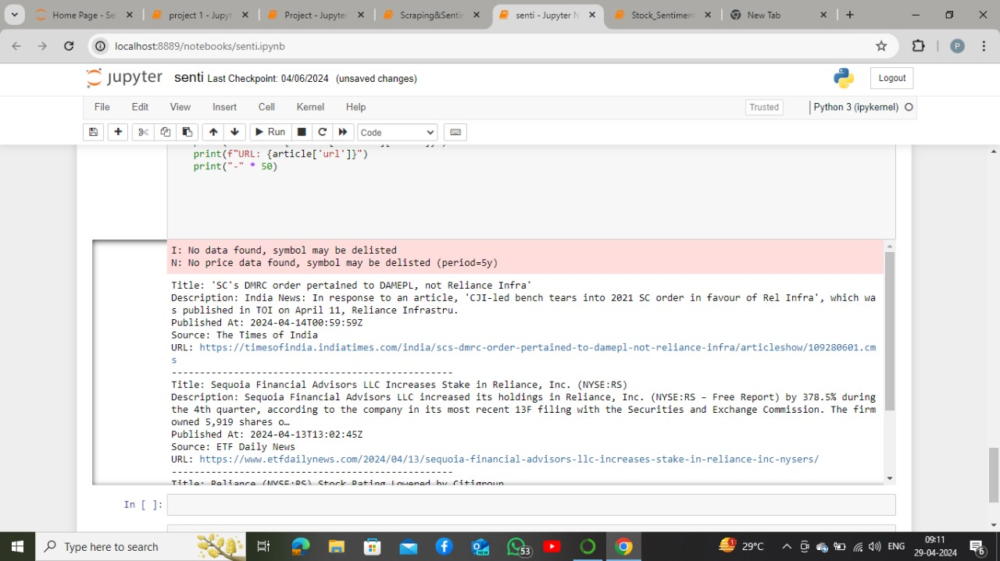 Home Page - Se
project 1 - Jupyt
Project - Jupyter
Scraping&Sentin
senti - Jupyter N
Stock_Sentiment
New Tab
localhost:8889/notebooks/senti.ipynb
P
jupyter senti Last Checkpoint: 04/06/2024 (unsaved changes)
Logout
File Edit View Insert Cell Kernel Help
Trusted
Python 3 (ipykernel)
Run
Code
print(f"URL: {article['url']}")
print("-" * 50)
I: No data found, symbol may be delisted
N: No price data found, symbol may be delisted (period=5y)
Title: 'SC's DMRC order pertained to DAMEPL, not Reliance Infra'
Description: India News: In response to an article, 'CJI-led bench tears into 2021 SC order in favour of Rel Infra', which wa
s published in TOI on April 11, Reliance Infrastru.
Published At: 2024-04-14T00:59:59Z
Source: The Times of India
URL: https://timesofindia.indiatimes.com/india/scs-dmrc-order-pertained-to-damepl-not-reliance-infra/articleshow/109280601.cm
s
--------------------------------------------------
Title: Sequoia Financial Advisors LLC Increases Stake in Reliance, Inc. (NYSE:RS)
Description: Sequoia Financial Advisors LLC increased its holdings in Reliance, Inc. (NYSE:RS – Free Report) by 378.5% during
the 4th quarter, according to the company in its most recent 13F filing with the Securities and Exchange Commission. The firm
owned 5,919 shares o…
Published At: 2024-04-13T13:02:45Z
Source: ETF Daily News
URL: https://www.etfdailynews.com/2024/04/13/sequoia-financial-advisors-llc-increases-stake-in-reliance-inc-nysers/
--------------------------------------------------
Title: Reliance (NYSE:RS) Stock Rating Lowered by Citigroup
In [ ]:
Type here to search
53
29°C
ENG
09:11
29-04-2024
6